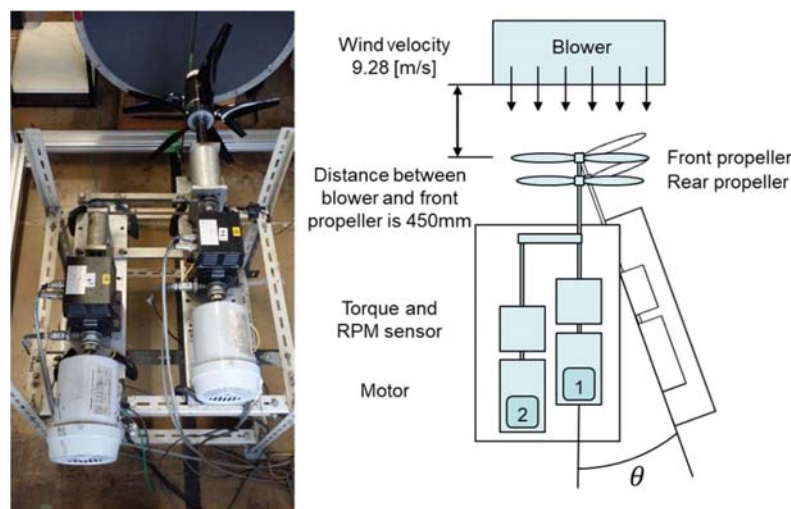 Wind velocity
9.28 [m/s]
Blower
Distance between
blower and front
propeller is 450mm
Front propeller
Rear propeller
Torque and
RPM sensor
Motor
1
2
θ